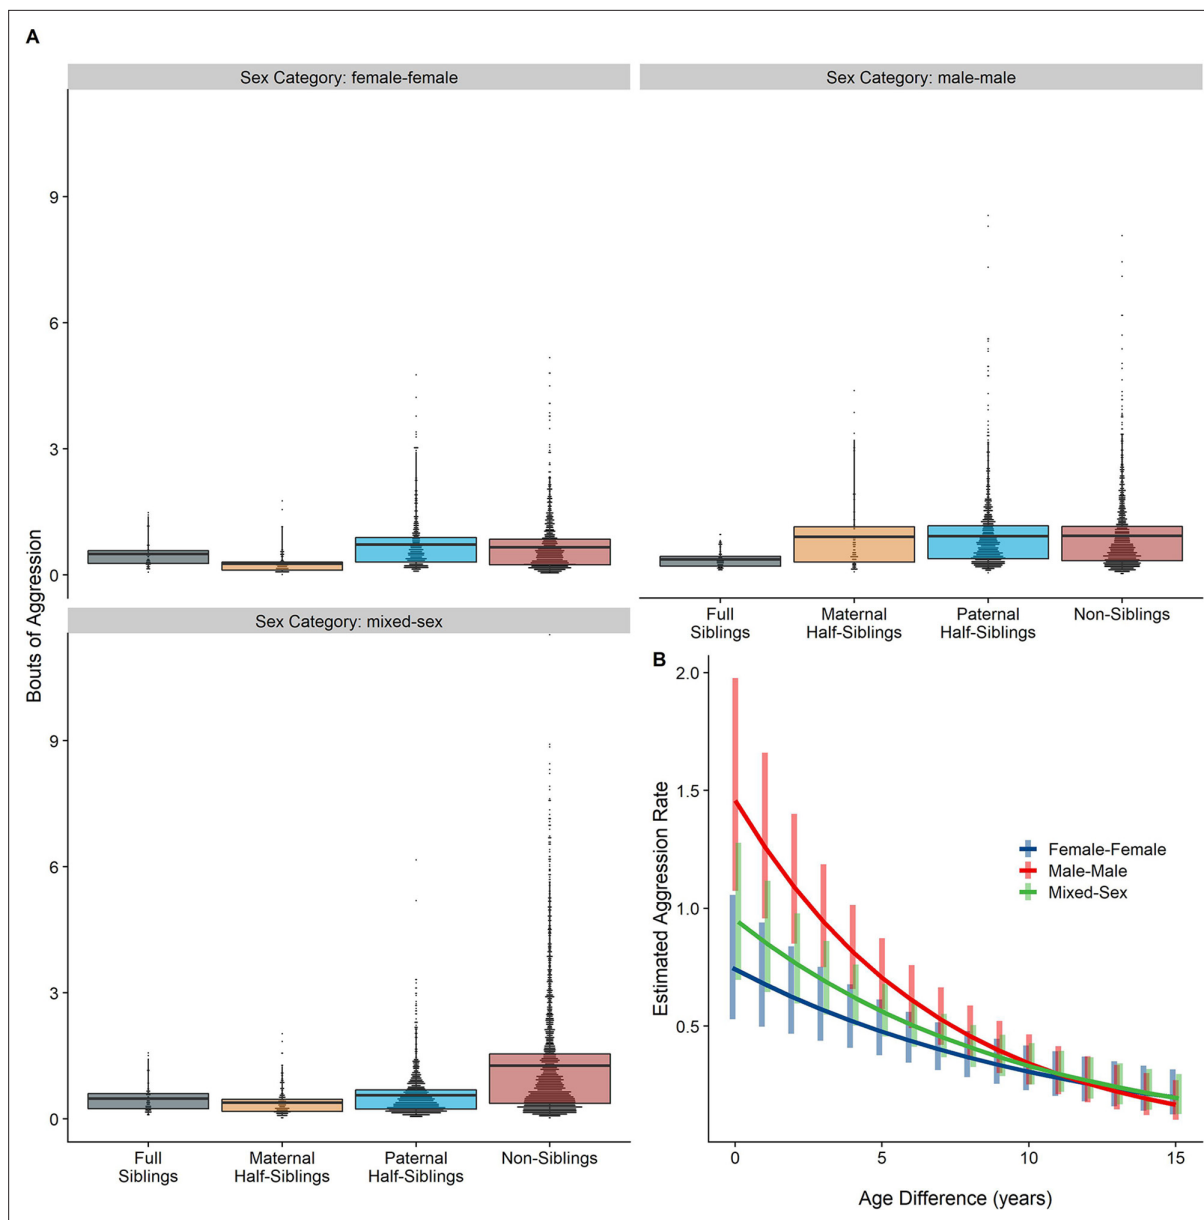 A
Sex Category: female-female
Sex Category: male-male
Bouts of Aggression
9
6
3
0
Full
Siblings
Maternal
Half-Siblings
Paternal
Half-Siblings
Non-Siblings
Sex Category: mixed-sex
9
6
3
0
Full
Siblings
Maternal
Half-Siblings
Paternal
Half-Siblings
Non-Siblings
B
Estimated Aggression Rate
2.0
1.5
1.0
0.5
Female-Female
Male-Male
Mixed-Sex
0
5
10
15
Age Difference (years)